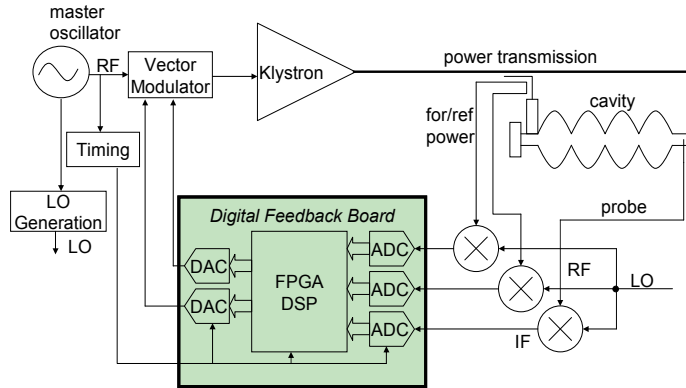 master
oscillator
RF
Vector
Modulator
Klystron
power transmission
cavity
for/ref
power
Timing
LO
Generation
LO
probe
Digital Feedback Board
DAC
DAC
FPGA
DSP
ADC
ADC
ADC
RF
LO
IF